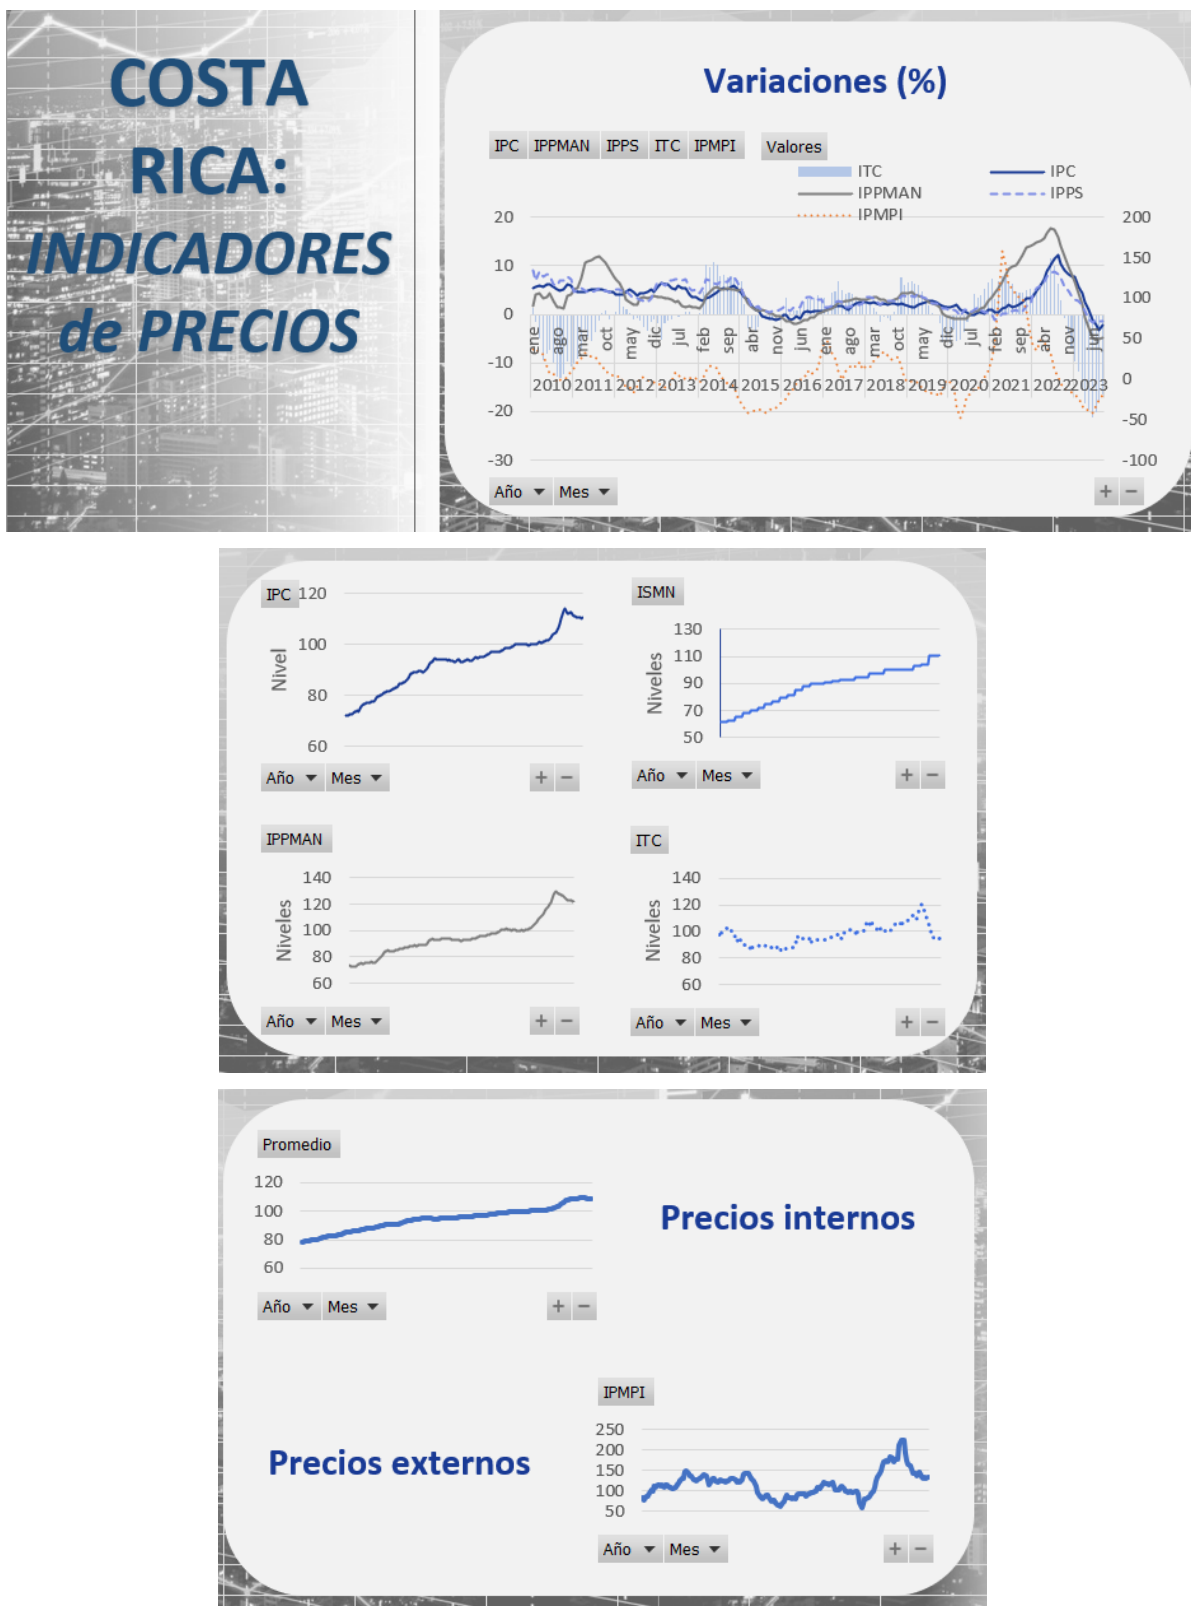 COSTA
RICA:
INDICADORES
de PRECIOS
Variaciones (%)
IPC IPPMAN IPPS ITC IPMPI Valores
ITC IPC
IPPMAN IPPS
IPMPI
20 200
10 150
0 100
-10 50
-20 0
-30 -50
-100
ene ago mar oct may dic jul feb sep abr nov jun ene ago mar oct may dic jul feb sep abr nov jun
2010 2011 2012 2013 2014 2015 2016 2017 2018 2019 2020 2021 2022 2023
Año Mes + −
IPC
120
100
80
60
Nivel
Año Mes + −
ISMN
130
110
90
70
50
Niveles
Año Mes + −
IPPMAN
140
120
100
80
60
Niveles
Año Mes + −
ITC
140
120
100
80
60
Niveles
Año Mes + −
Promedio
120
100
80
60
Año Mes + −
Precios internos
Precios externos
IPMPI
250
200
150
100
50
Año Mes + −